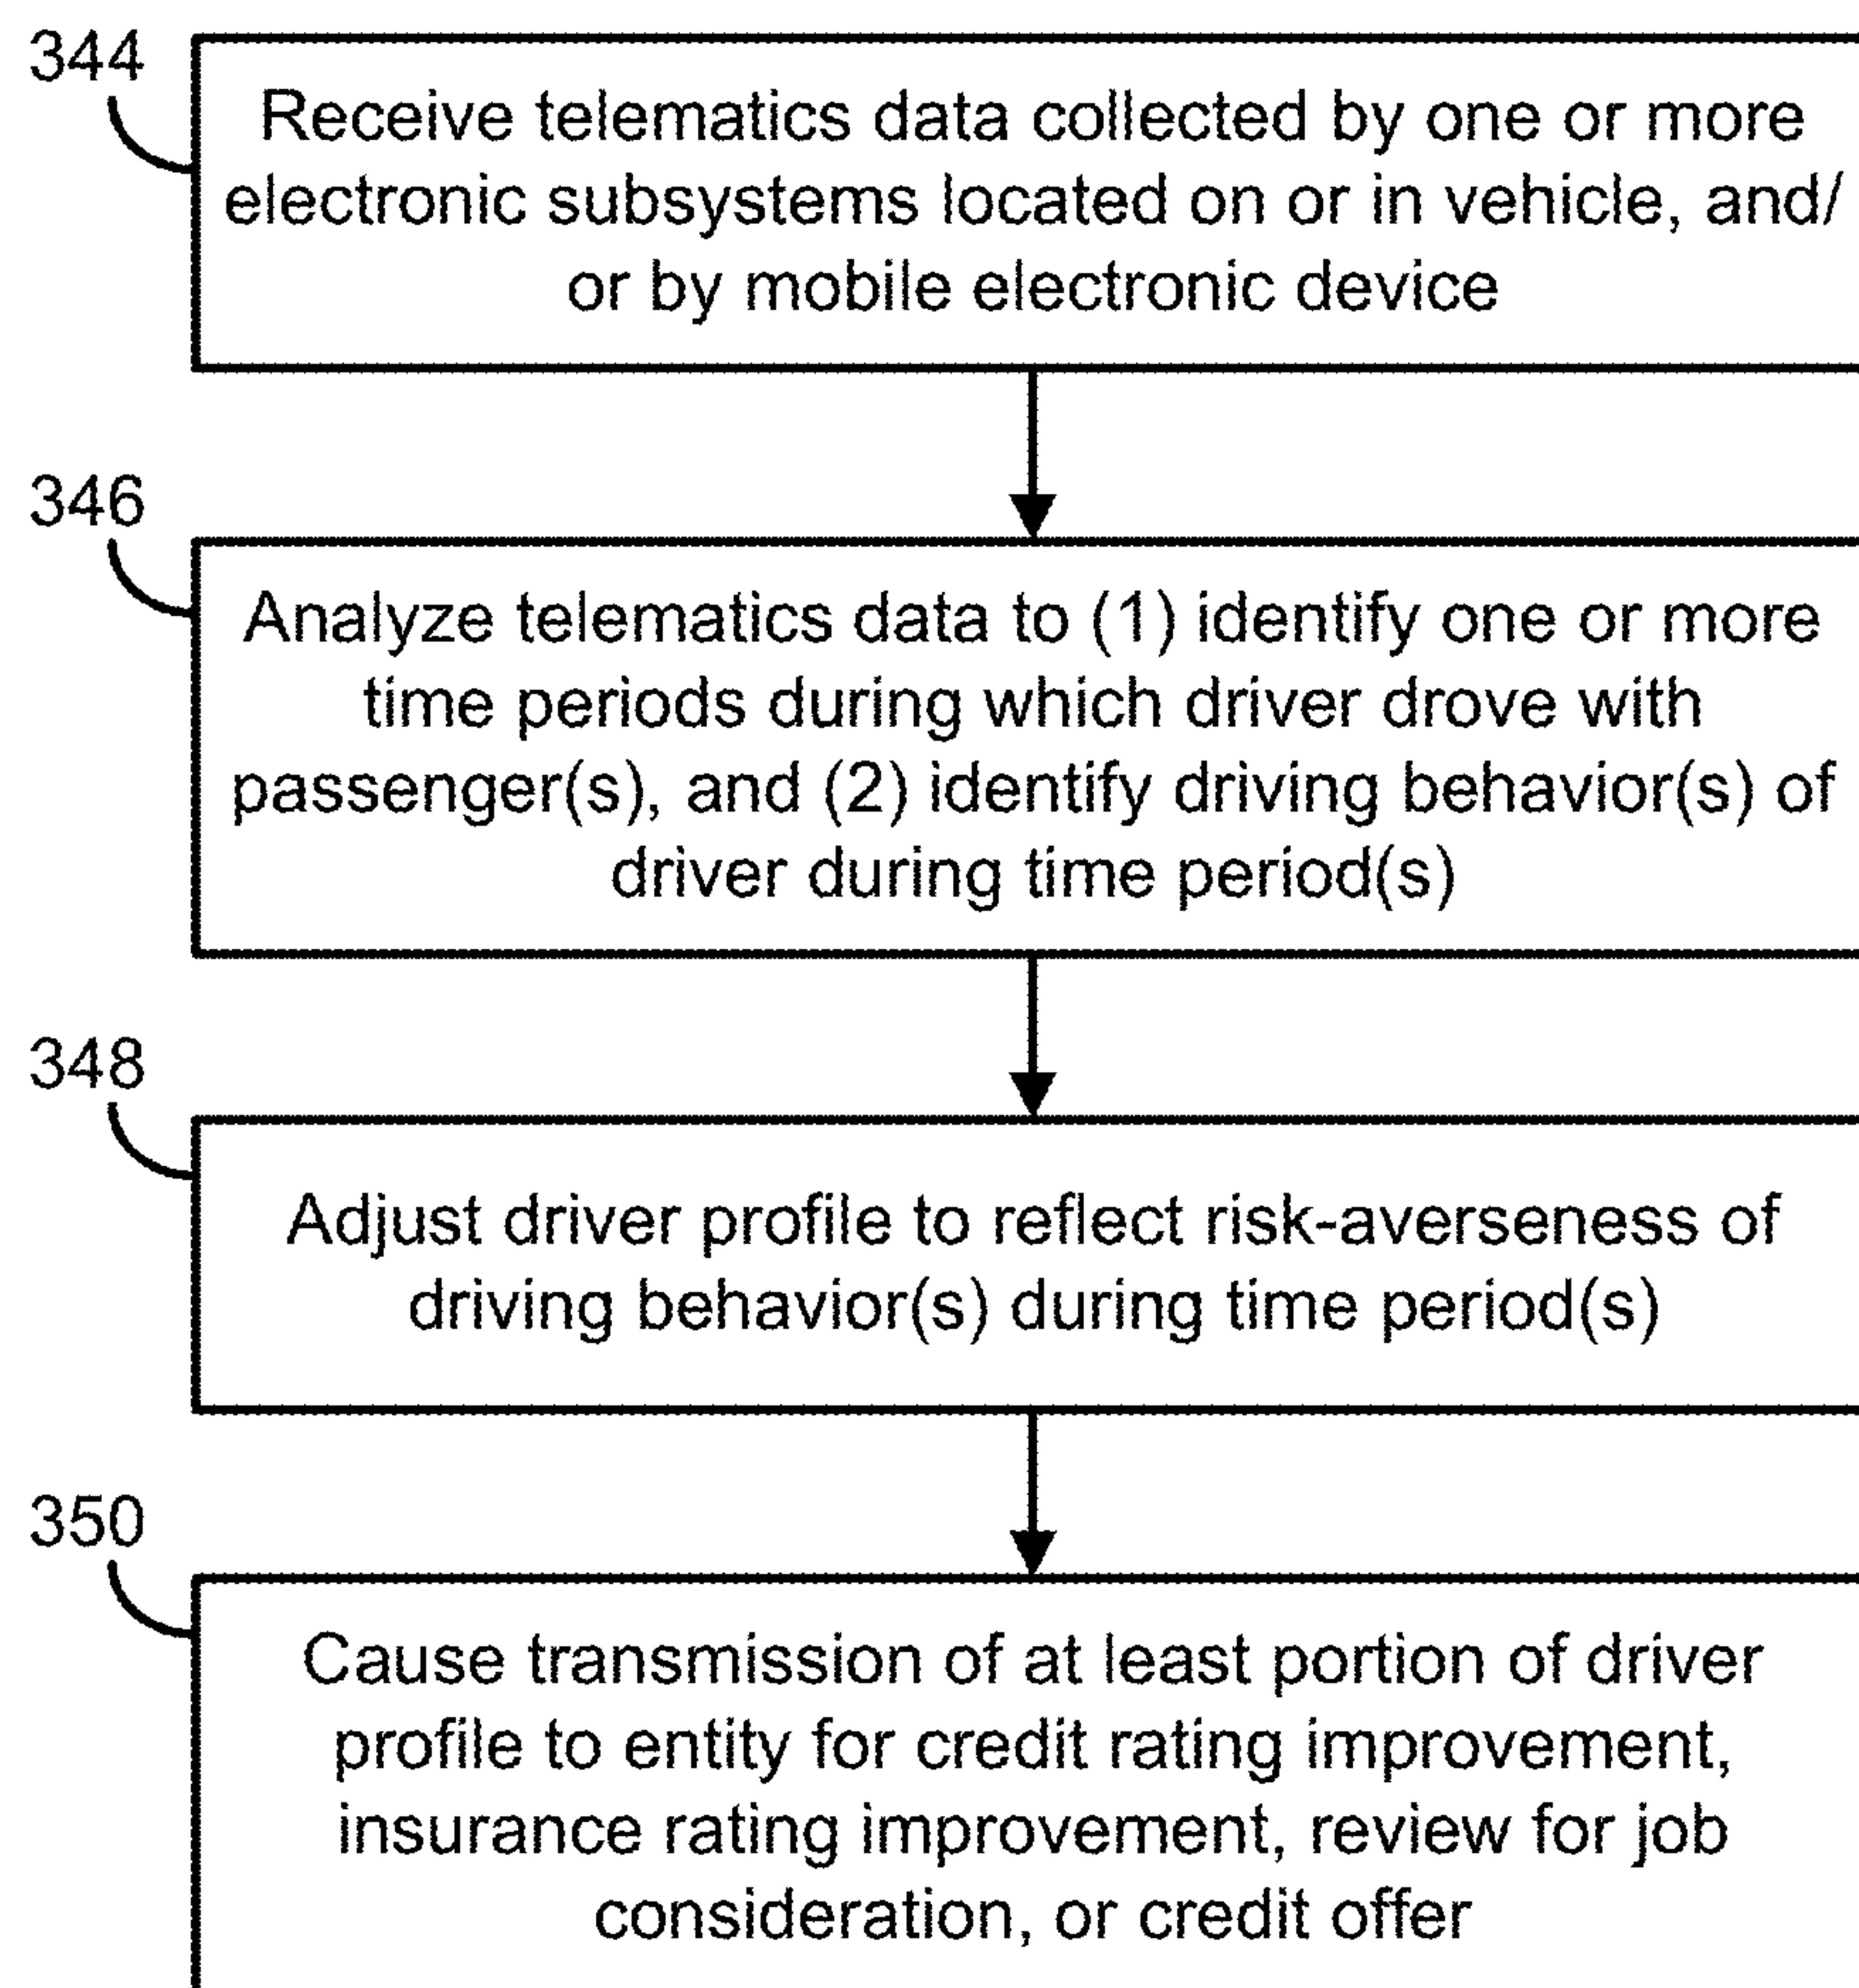 344
Receive telematics data collected by one or more
electronic subsystems located on or in vehicle, and/
or by mobile electronic device
346
Analyze telematics data to (1) identify one or more
time periods during which driver drove with
passenger(s), and (2) identify driving behavior(s) of
driver during time period(s)
348
Adjust driver profile to reflect risk-averseness of
driving behavior(s) during time period(s)
350
Cause transmission of at least portion of driver
profile to entity for credit rating improvement,
insurance rating improvement, review for job
consideration, or credit offer